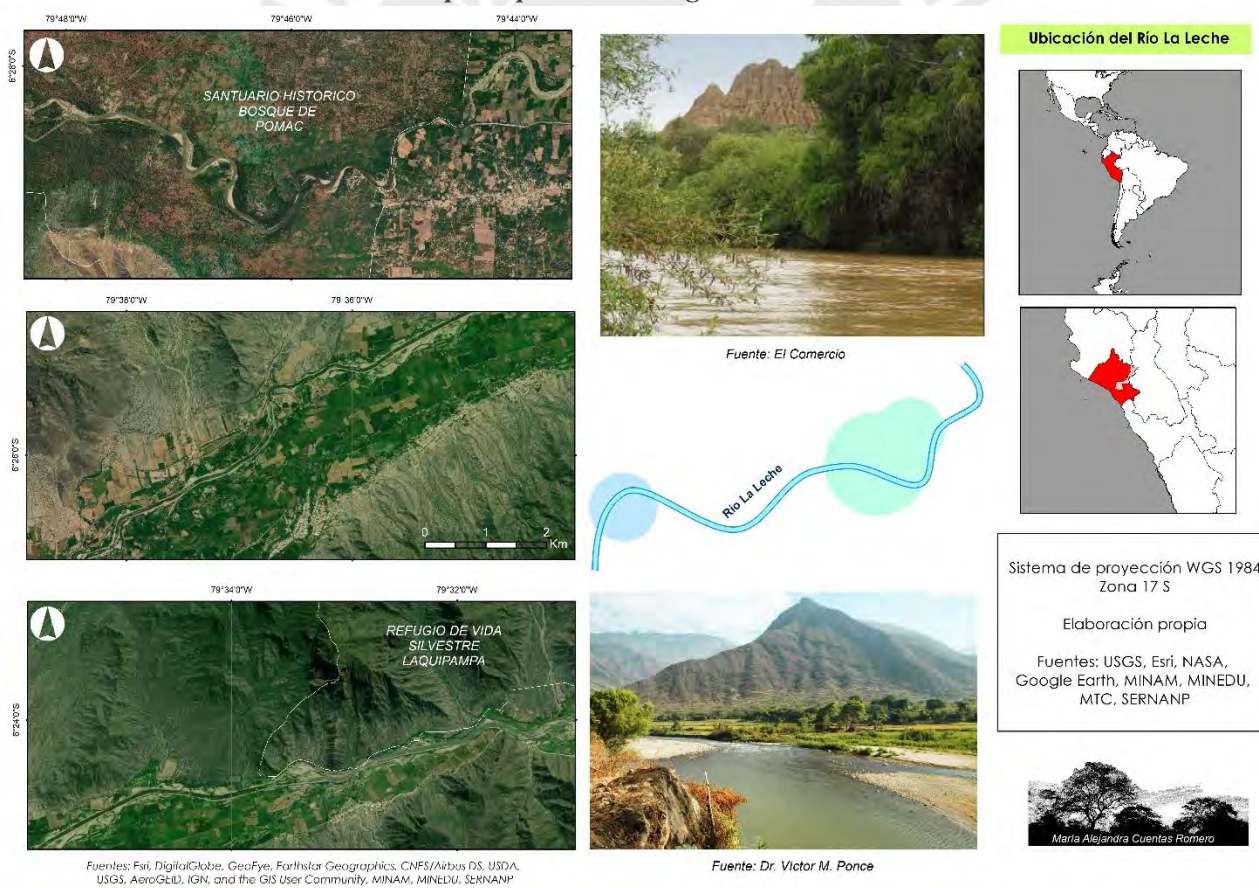 79°48'0"W
79°46'0"W
79°44'0"W
6°28'0"S
SANTUARIO HISTORICO
BOSQUE DE
POMAC
79°38'0"W
79°36'0"W
6°26'0"S
0 1 2
Km
79°34'0"W
79°32'0"W
6°24'0"S
REFUGIO DE VIDA
SILVESTRE
LAQUIPAMPA
Fuentes: Esri, DigitalGlobe, GeoEye, Earthstar Geographics, CNES/Airbus DS, USDA,
USGS, AeroGRID, IGN, and the GIS User Community, MINAM, MINEDU, SERNANP
Fuente: El Comercio
Río La Leche
Fuente: Dr. Victor M. Ponce
Ubicación del Río La Leche
Sistema de proyección WGS 1984
Zona 17 S
Elaboración propia
Fuentes: USGS, Esri, NASA,
Google Earth, MINAM, MINEDU,
MTC, SERNANP
María Alejandra Cuentas Romero